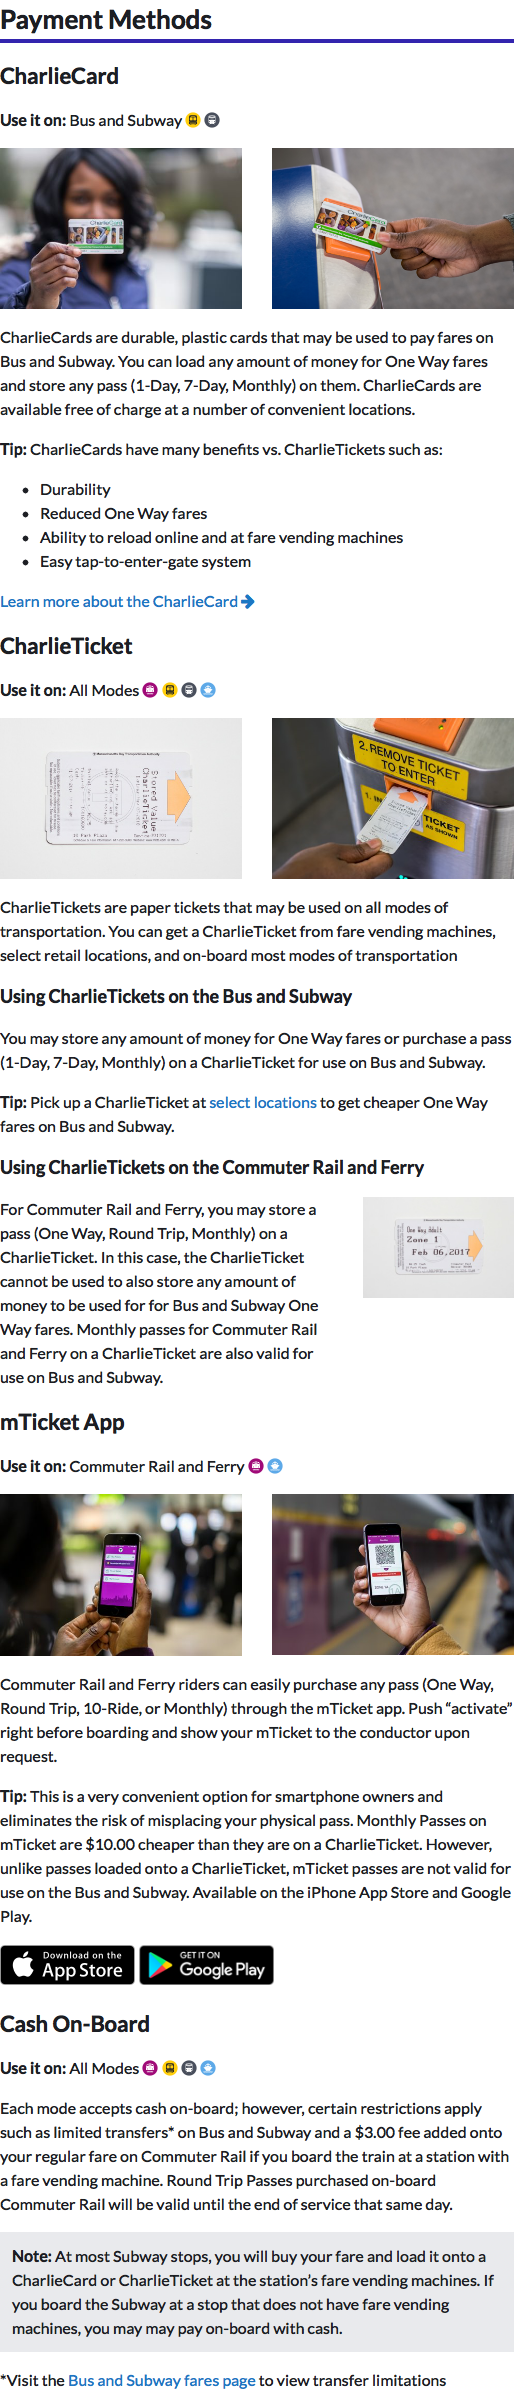 Payment Methods
CharlieCard
Use it on: Bus and Subway
CharlieCard
CharlieCards are durable, plastic cards that may be used to pay fares on
Bus and Subway. You can load any amount of money for One Way fares
and store any pass (1-Day, 7-Day, Monthly) on them. CharlieCards are
available free of charge at a number of convenient locations.
Tip: CharlieCards have many benefits vs. CharlieTickets such as:
• Durability
• Reduced One Way fares
• Ability to reload online and at fare vending machines
• Easy tap-to-enter-gate system
Learn more about the CharlieCard
CharlieTicket
Use it on: All Modes
Stored Value
CharlieTicket
2. REMOVE TICKET
TO ENTER
TICKET
AS SHOWN
CharlieTickets are paper tickets that may be used on all modes of
transportation. You can get a CharlieTicket from fare vending machines,
select retail locations, and on-board most modes of transportation
Using CharlieTickets on the Bus and Subway
You may store any amount of money for One Way fares or purchase a pass
(1-Day, 7-Day, Monthly) on a CharlieTicket for use on Bus and Subway.
Tip: Pick up a CharlieTicket at select locations to get cheaper One Way
fares on Bus and Subway.
Using CharlieTickets on the Commuter Rail and Ferry
For Commuter Rail and Ferry, you may store a
pass (One Way, Round Trip, Monthly) on a
CharlieTicket. In this case, the CharlieTicket
cannot be used to also store any amount of
money to be used for for Bus and Subway One
Way fares. Monthly passes for Commuter Rail
and Ferry on a CharlieTicket are also valid for
use on Bus and Subway.
One Way Adult
Zone 1
Feb 06,2017
mTicket App
Use it on: Commuter Rail and Ferry
Commuter Rail and Ferry riders can easily purchase any pass (One Way,
Round Trip, 10-Ride, or Monthly) through the mTicket app. Push “activate”
right before boarding and show your mTicket to the conductor upon
request.
Tip: This is a very convenient option for smartphone owners and
eliminates the risk of misplacing your physical pass. Monthly Passes on
mTicket are $10.00 cheaper than they are on a CharlieTicket. However,
unlike passes loaded onto a CharlieTicket, mTicket passes are not valid for
use on the Bus and Subway. Available on the iPhone App Store and Google
Play.
Download on the
App Store
GET IT ON
Google Play
Cash On-Board
Use it on: All Modes
Each mode accepts cash on-board; however, certain restrictions apply
such as limited transfers* on Bus and Subway and a $3.00 fee added onto
your regular fare on Commuter Rail if you board the train at a station with
a fare vending machine. Round Trip Passes purchased on-board
Commuter Rail will be valid until the end of service that same day.
Note: At most Subway stops, you will buy your fare and load it onto a
CharlieCard or CharlieTicket at the station’s fare vending machines. If
you board the Subway at a stop that does not have fare vending
machines, you may may pay on-board with cash.
*Visit the Bus and Subway fares page to view transfer limitations